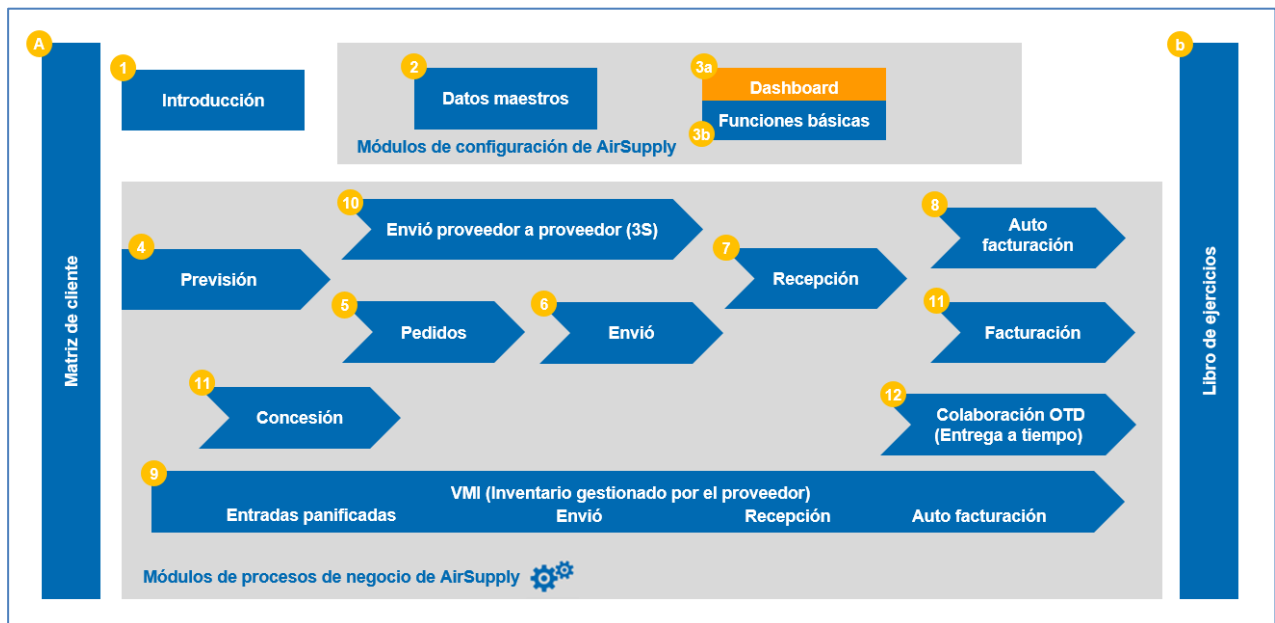 A
Matriz de cliente
1
Introducción
2
Datos maestros
3a
Dashboard
3b
Funciones básicas
Módulos de configuración de AirSupply
b
Libro de ejercicios
4
Previsión
10
Envió proveedor a proveedor (3S)
5
Pedidos
6
Envió
7
Recepción
8
Auto
facturación
11
Facturación
11
Concesión
12
Colaboración OTD
(Entrega a tiempo)
9
VMI (Inventario gestionado por el proveedor)
Entradas panificadas Envió Recepción Auto facturación
Módulos de procesos de negocio de AirSupply